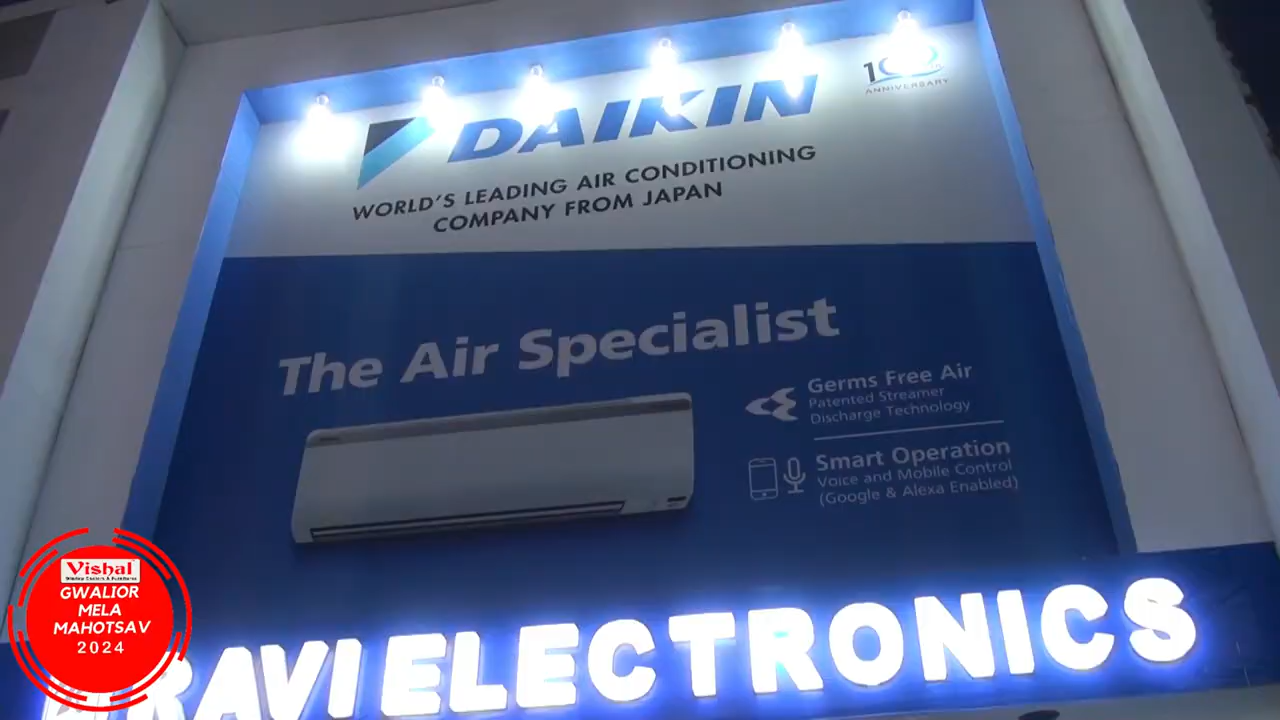 DAIKIN
ANNIVERSARY
WORLD'S LEADING AIR CONDITIONING
COMPANY FROM JAPAN
The Air Specialist
Germs Free Air
Patented Streamer
Discharge Technology
Smart Operation
Voice and Mobile Control
(Google & Alexa Enabled)
RAVI ELECTRONICS
Vishal
GWALIOR
MELA
MAHOTSAV
2024